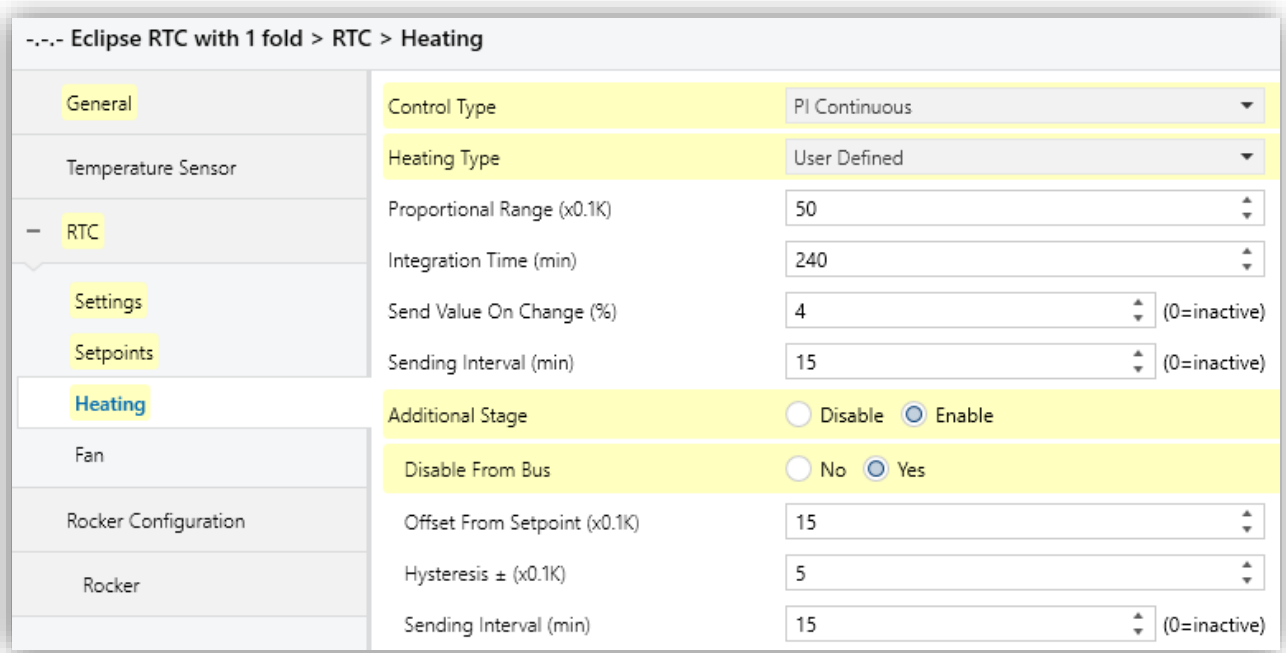 -.-.- Eclipse RTC with 1 fold > RTC > Heating
General
Temperature Sensor
− RTC
Settings
Setpoints
Heating
Fan
Rocker Configuration
Rocker
Control Type PI Continuous
Heating Type User Defined
Proportional Range (x0.1K) 50
Integration Time (min) 240
Send Value On Change (%) 4 (0=inactive)
Sending Interval (min) 15 (0=inactive)
Additional Stage Disable Enable
Disable From Bus No Yes
Offset From Setpoint (x0.1K) 15
Hysteresis ± (x0.1K) 5
Sending Interval (min) 15 (0=inactive)